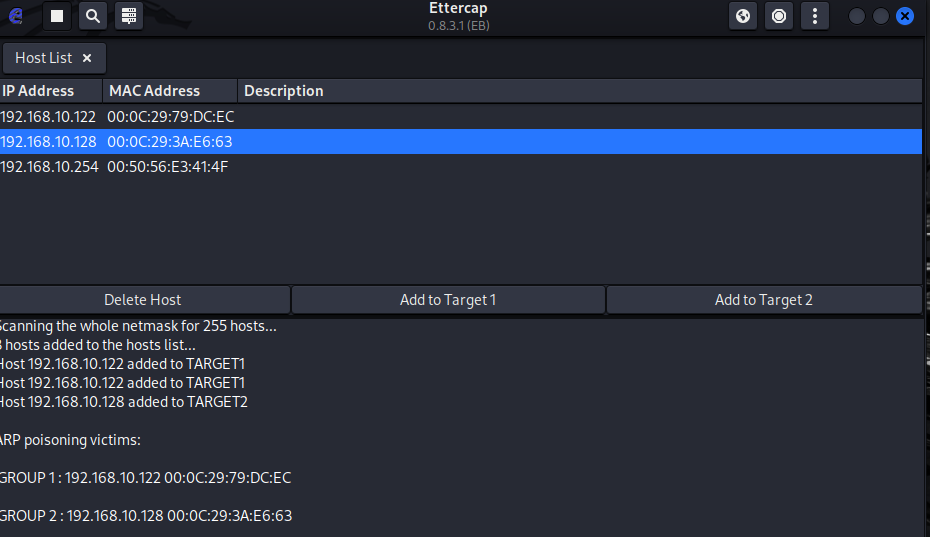 Ettercap
0.8.3.1 (EB)
Host List ×
IP Address MAC Address Description
192.168.10.122 00:0C:29:79:DC:EC
192.168.10.128 00:0C:29:3A:E6:63
192.168.10.254 00:50:56:E3:41:4F
Delete Host Add to Target 1 Add to Target 2
Scanning the whole netmask for 255 hosts...
3 hosts added to the hosts list...
Host 192.168.10.122 added to TARGET1
Host 192.168.10.122 added to TARGET1
Host 192.168.10.128 added to TARGET2
ARP poisoning victims:
GROUP 1 : 192.168.10.122 00:0C:29:79:DC:EC
GROUP 2 : 192.168.10.128 00:0C:29:3A:E6:63